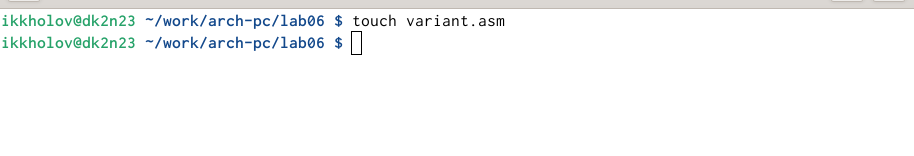 ikkholov@dk2n23 ~/work/arch-pc/lab06 $ touch variant.asm
ikkholov@dk2n23 ~/work/arch-pc/lab06 $